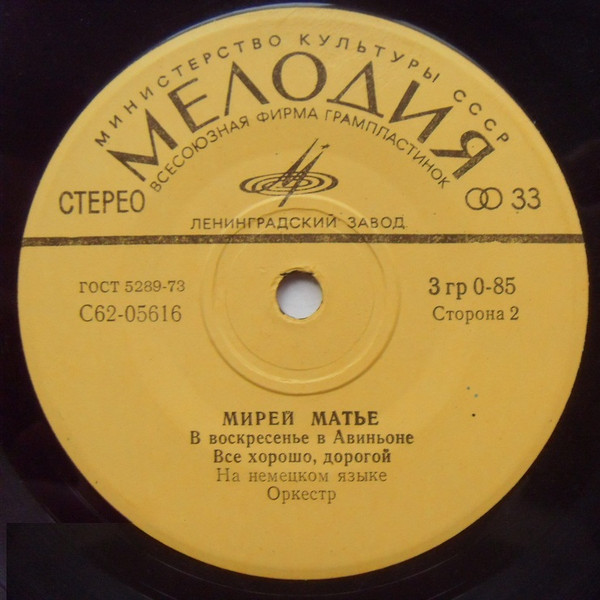 МИНИСТЕРСТВО КУЛЬТУРЫ СССР
МЕЛОДИЯ
ВСЕСОЮЗНАЯ ФИРМА ГРАМПЛАСТИНОК
СТЕРЕО
33
ЛЕНИНГРАДСКИЙ ЗАВОД
ГОСТ 5289-73
3 гр 0-85
С62-05616
Сторона 2
МИРЕЙ МАТЬЕ
В воскресенье в Авиньоне
Все хорошо, дорогой
На немецком языке
Оркестр